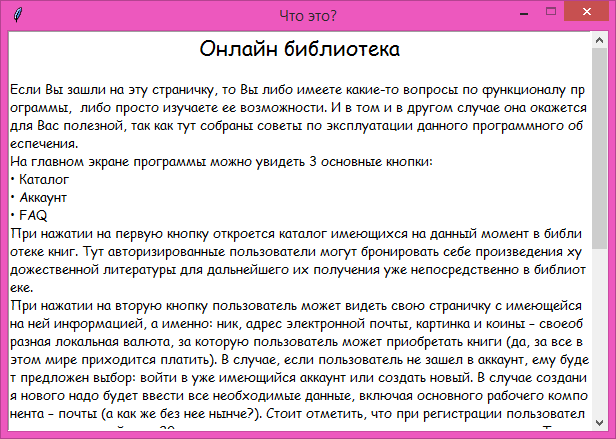 Что это?
Онлайн библиотека
Если Вы зашли на эту страничку, то Вы либо имеете какие-то вопросы по функционалу пр
ограммы,  либо просто изучаете ее возможности. И в том и в другом случае она окажется
для Вас полезной, так как тут собраны советы по эксплуатации данного программного об
еспечения.
На главном экране программы можно увидеть 3 основные кнопки:
• Каталог
• Аккаунт
• FAQ
При нажатии на первую кнопку откроется каталог имеющихся на данный момент в библи
отеке книг. Тут авторизированные пользователи могут бронировать себе произведения ху
дожественной литературы для дальнейшего их получения уже непосредственно в библиот
еке.
При нажатии на вторую кнопку пользователь может видеть свою страничку с имеющейся
на ней информацией, а именно: ник, адрес электронной почты, картинка и коины – своеоб
разная локальная валюта, за которую пользователь может приобретать книги (да, за все в
этом мире приходится платить). В случае, если пользователь не зашел в аккаунт, ему буде
т предложен выбор: войти в уже имеющийся аккаунт или создать новый. В случае создани
я нового надо будет ввести все необходимые данные, включая основного рабочего компо
нента – почты (а как же без нее нынче?). Стоит отметить, что при регистрации пользовател